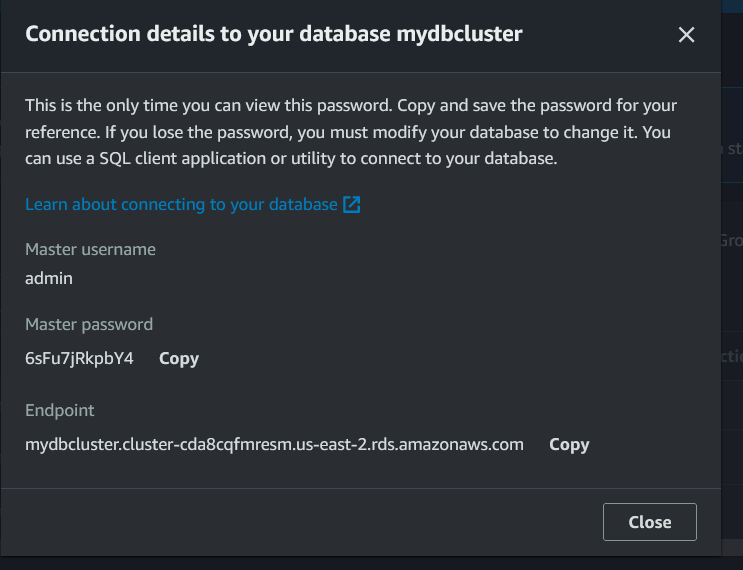 Connection details to your database mydbcluster
This is the only time you can view this password. Copy and save the password for your
reference. If you lose the password, you must modify your database to change it. You
can use a SQL client application or utility to connect to your database.
Learn about connecting to your database
Master username
admin
Master password
6sFu7jRkpbY4 Copy
Endpoint
mydbcluster.cluster-cda8cqfmresm.us-east-2.rds.amazonaws.com Copy
Close